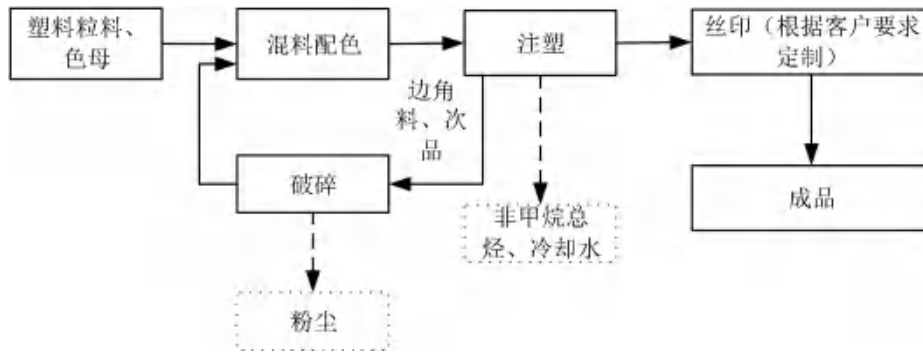 塑料粒料、
色母
混料配色
注塑
丝印（根据客户要求
定制）
边角
料、次
品
破碎
成品
非甲烷总
烃、冷却水
粉尘